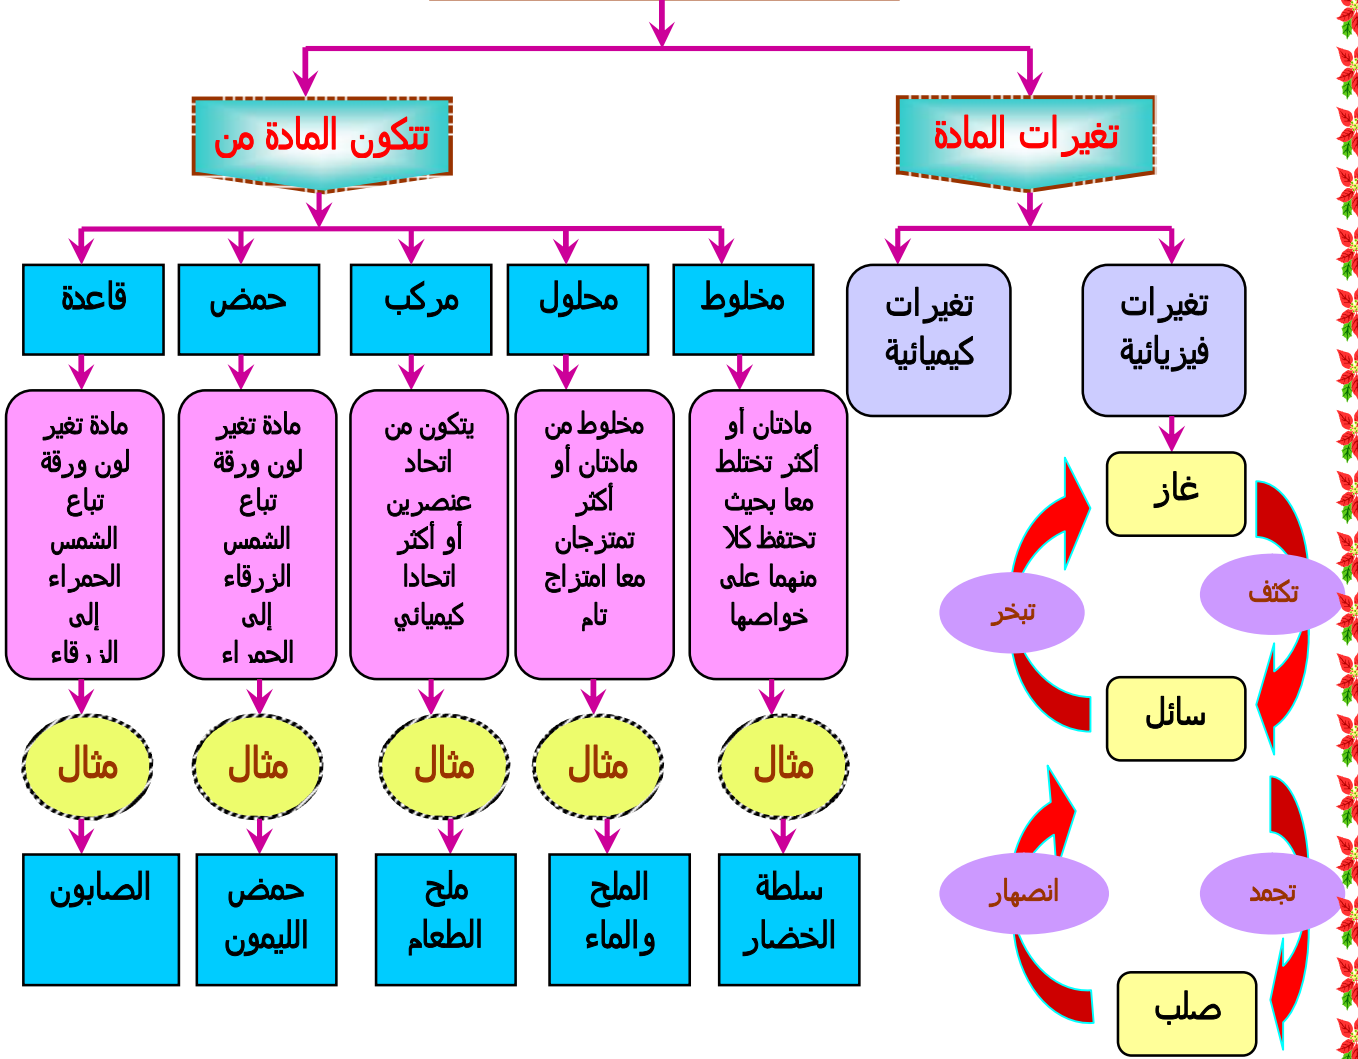 تغيرات المادة
تتكون المادة من
تغيرات
فيزيائية
تغيرات
كيميائية
مخلوط
محلول
مركب
حمض
قاعدة
مادتان أو
أكثر تختلط
معا بحيث
تحتفظ كلا
منهما على
خواصها
مخلوط من
مادتان أو
أكثر
تمتزجان
معا امتزاج
تام
يتكون من
اتحاد
عنصرين
أو أكثر
اتحادا
كيميائي
مادة تغير
لون ورقة
تباع
الشمس
الزرقاء
إلى
الحمراء
مادة تغير
لون ورقة
تباع
الشمس
الحمراء
إلى
الزرقاء
غاز
تكثف
تبخر
سائل
تجمد
انصهار
صلب
مثال
مثال
مثال
مثال
مثال
سلطة
الخضار
الملح
والماء
ملح
الطعام
حمض
الليمون
الصابون